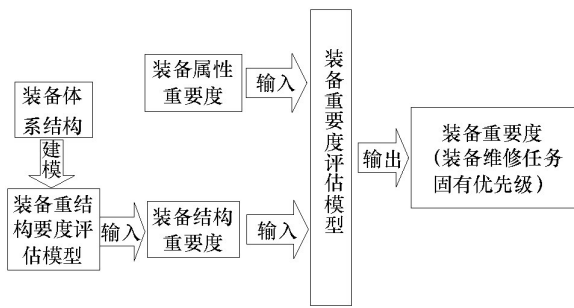 装备体
系结构
建
模
装备重结
构要度评
估模型
输入
装备属性
重要度
输入
装备结构
重要度
输入
装
备
重
要
度
评
估
模
型
输出
装备重要度
(装备维修任务
固有优先级)